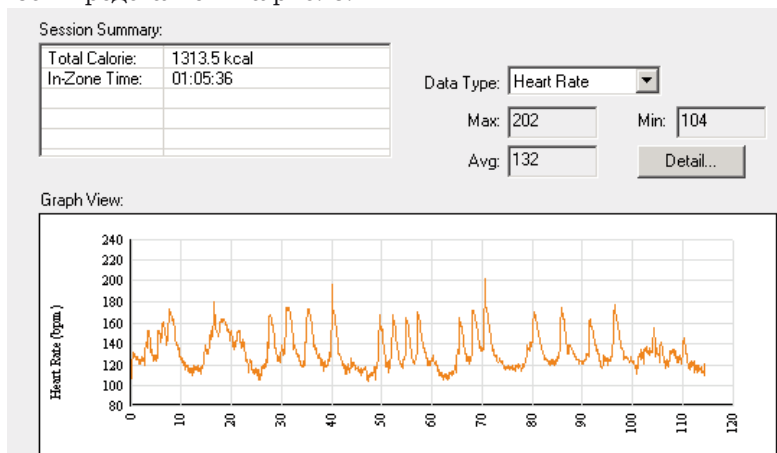 Session Summary:
Total Calorie: 1313.5 kcal
In-Zone Time: 01:05:36
Data Type: Heart Rate
Max: 202 Min: 104
Avg: 132 Detail...
Graph View:
Heart Rate (bpm)
240
220
200
180
160
140
120
100
80
0 10 20 30 40 50 60 70 80 90 100 110 120